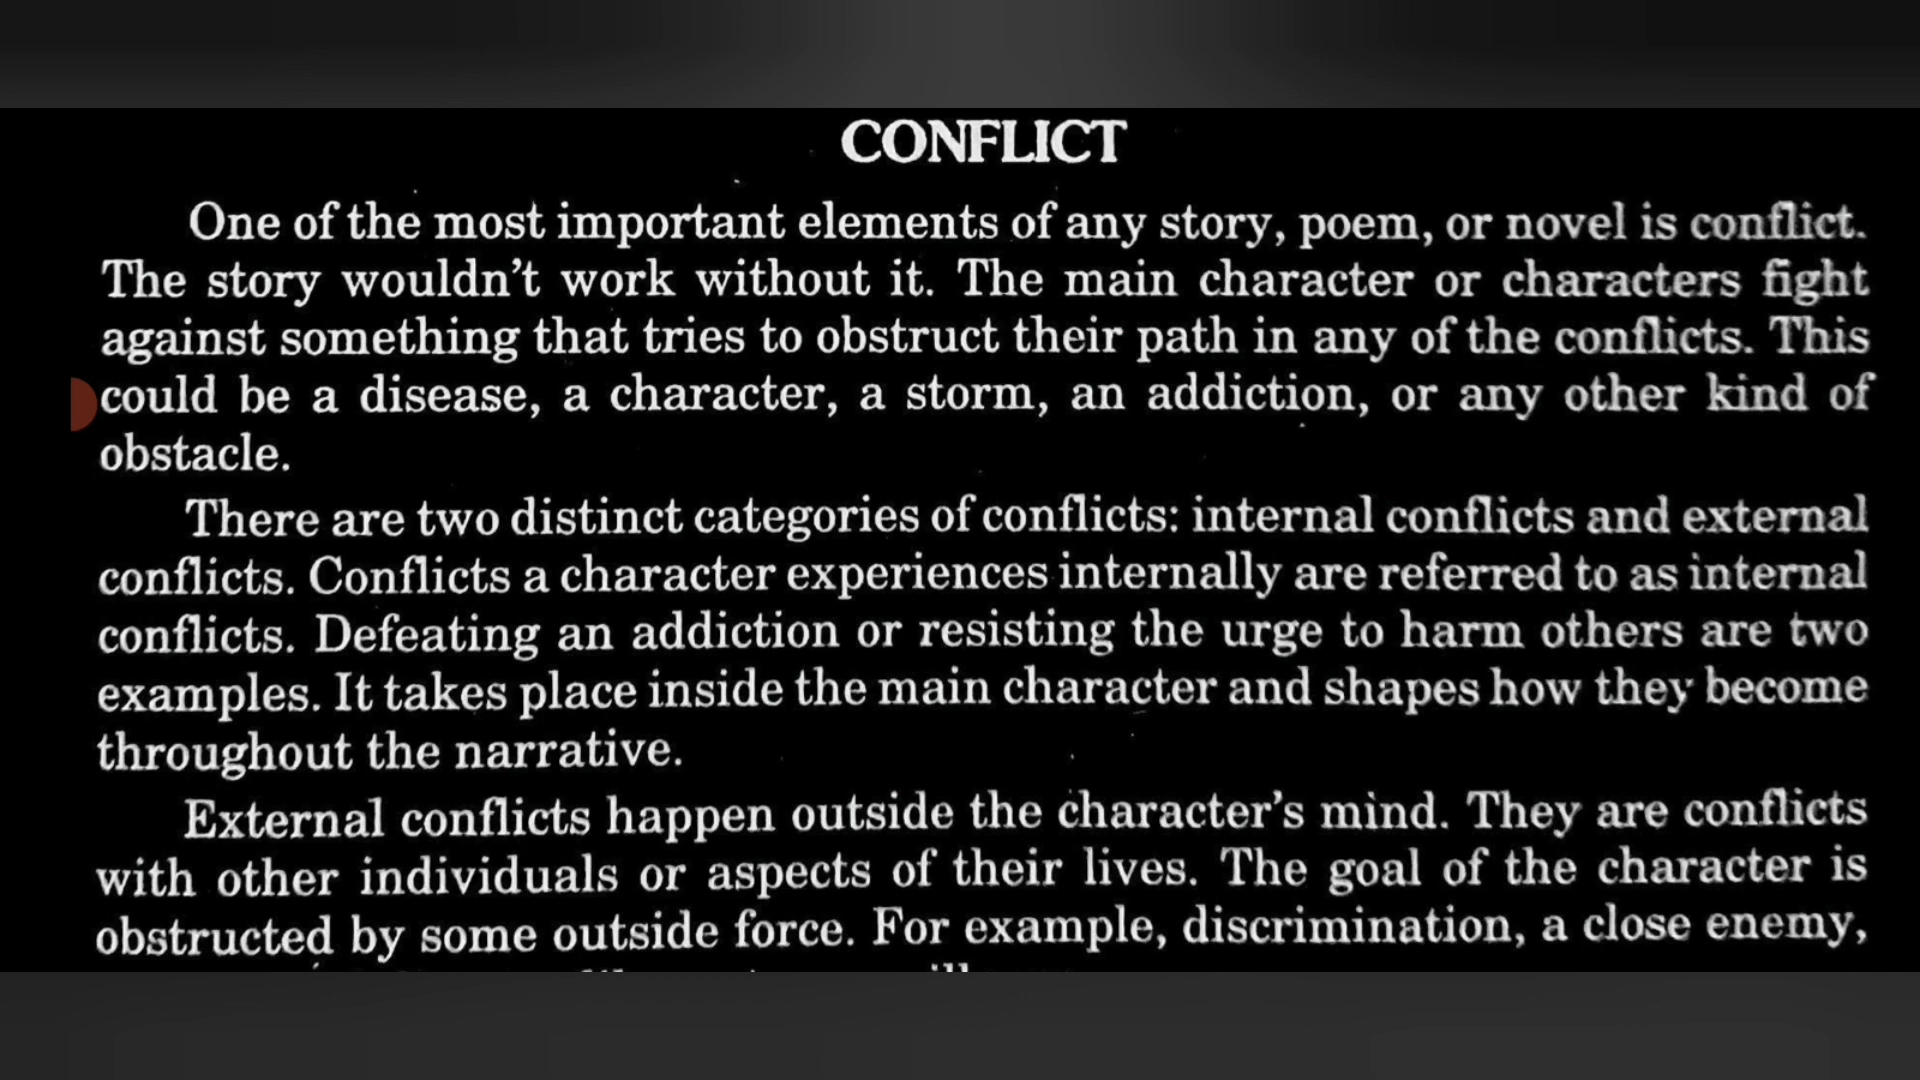 CONFLICT
One of the most important elements of any story, poem, or novel is conflict.
The story wouldn't work without it. The main character or characters fight
against something that tries to obstruct their path in any of the conflicts. This
could be a disease, a character, a storm, an addiction, or any other kind of
obstacle.
There are two distinct categories of conflicts: internal conflicts and external
conflicts. Conflicts a character experiences internally are referred to as internal
conflicts. Defeating an addiction or resisting the urge to harm others are two
examples. It takes place inside the main character and shapes how they become
throughout the narrative.
External conflicts happen outside the character's mind. They are conflicts
with other individuals or aspects of their lives. The goal of the character is
obstructed by some outside force. For example, discrimination, a close enemy,